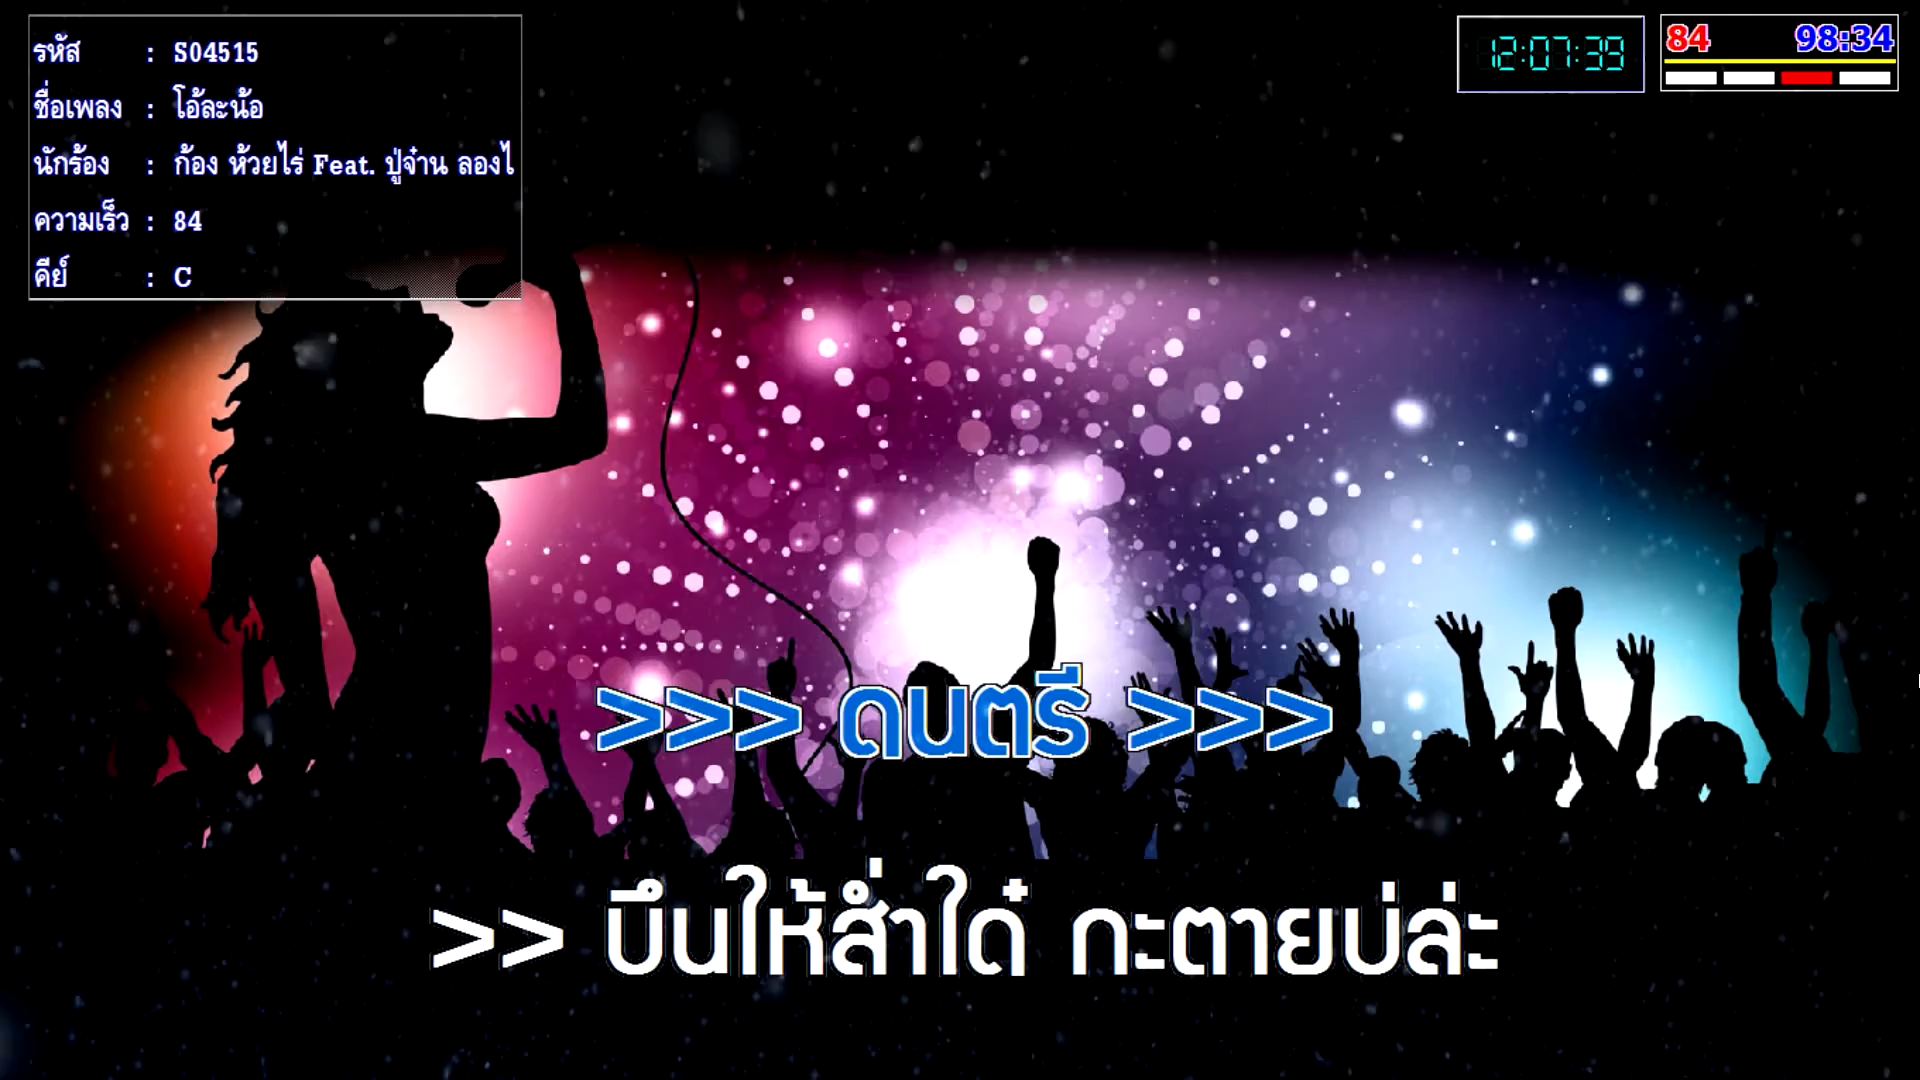 รหัส : S04515
ชื่อเพลง : โอ้ละน้อ
นักร้อง : ก้อง ห้วยไร่ Feat. ปู่จ๋าน ลองไ
ความเร็ว : 84
คีย์ : C
12:07:39
84 98:34
>>> ดนตรี >>>
>> บึนให้ส่ำใด๋ กะตายบ่ล่ะ